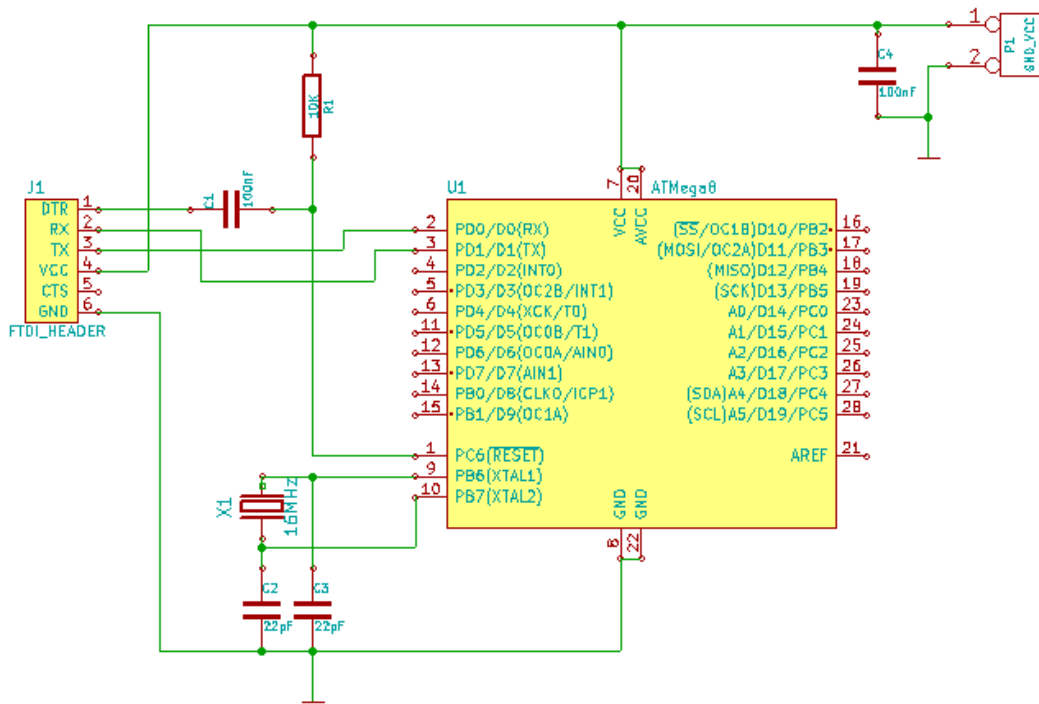 1
2
P1
GND_VCC
C4
100nF
10K
R1
J1
DTR 1
RX 2
TX 3
VCC 4
CTS 5
GND 6
FTDI_HEADER
C1
100nF
U1
ATMega8
7
20
VCC
AVCC
2 PD0/D0(RX)
3 PD1/D1(TX)
4 PD2/D2(INT0)
5 PD3/D3(OC2B/INT1)
6 PD4/D4(XCK/T0)
11 PD5/D5(OC0B/T1)
12 PD6/D6(OC0A/AIN0)
13 PD7/D7(AIN1)
14 PB0/D8(CLKO/ICP1)
15 PB1/D9(OC1A)
1 PC6(RESET)
9 PB6(XTAL1)
10 PB7(XTAL2)
(SS/OC1B)D10/PB2 16
(MOSI/OC2A)D11/PB3 17
(MISO)D12/PB4 18
(SCK)D13/PB5 19
A0/D14/PC0 23
A1/D15/PC1 24
A2/D16/PC2 25
A3/D17/PC3 26
(SDA)A4/D18/PC4 27
(SCL)A5/D19/PC5 28
AREF 21
GND
GND
8
22
X1
16MHz
C2
22pF
C3
22pF